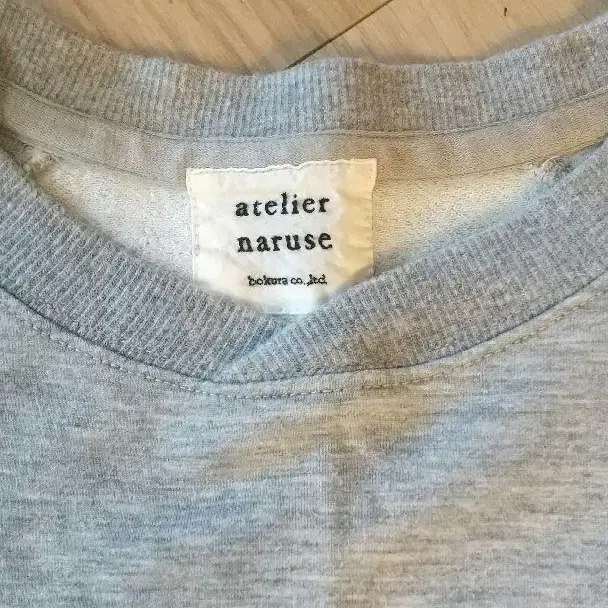 atelier
naruse
bokura co.,ltd.